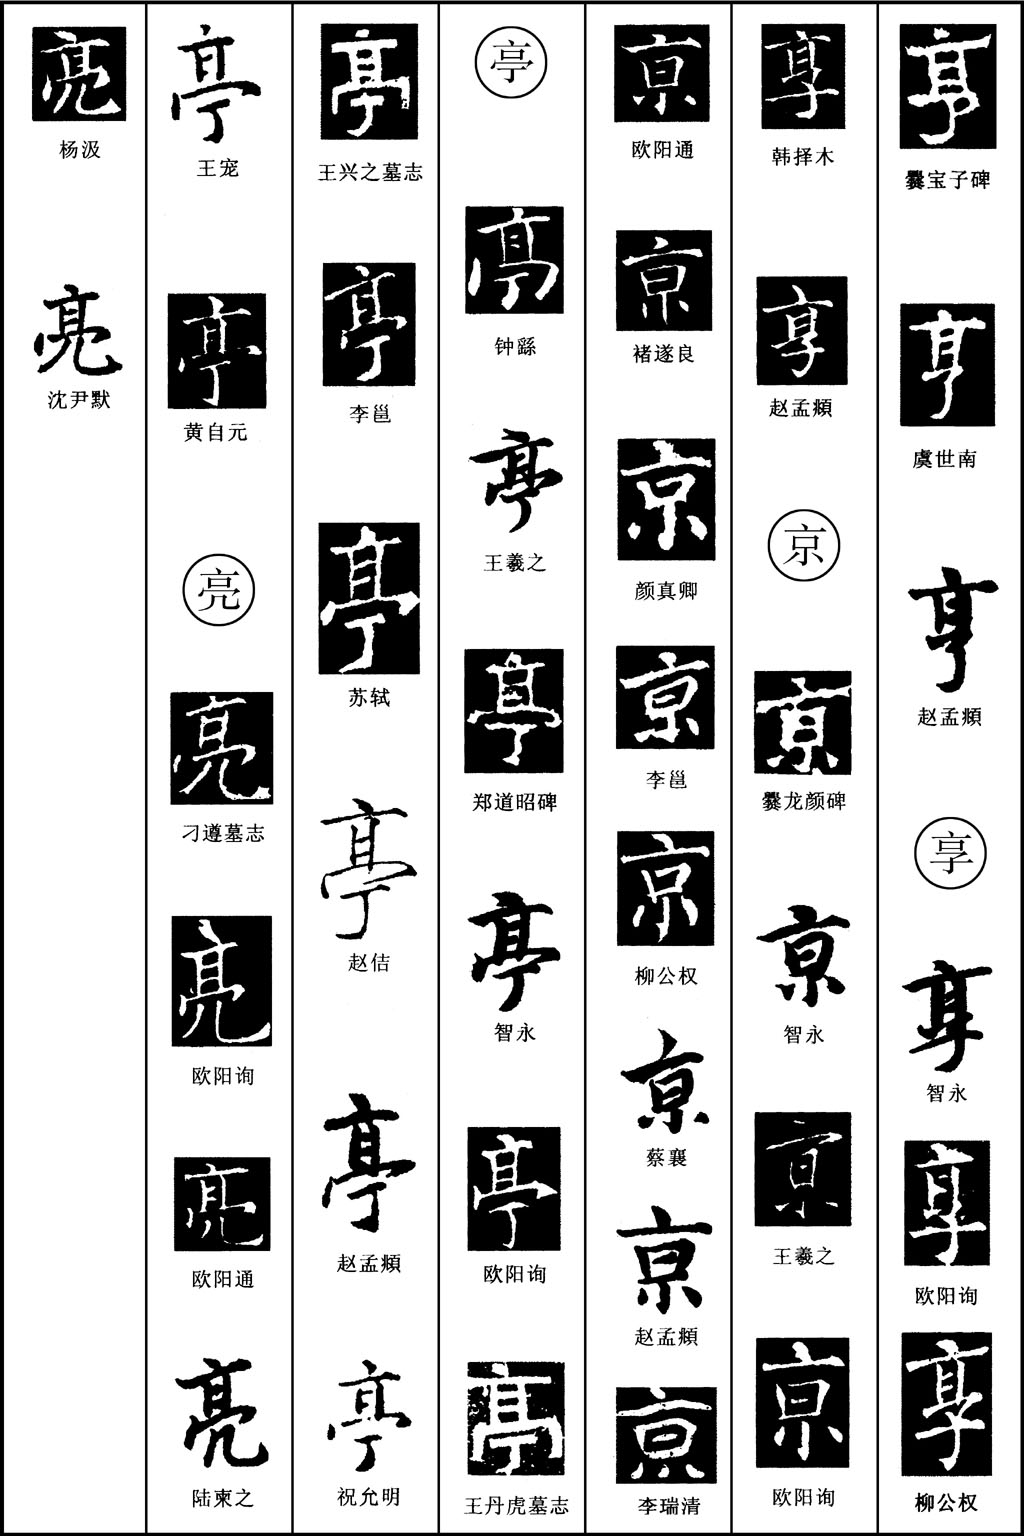 亨
爨宝子碑
亨
虞世南
亨
赵孟頫
享
享
智永
享
欧阳询
享
柳公权
享
韩择木
享
赵孟頫
京
京
爨龙颜碑
京
智永
京
王羲之
京
欧阳询
京
欧阳通
京
褚遂良
京
颜真卿
京
李邕
京
柳公权
京
蔡襄
京
赵孟頫
京
李瑞清
亭
亭
钟繇
亭
王羲之
亭
郑道昭碑
亭
智永
亭
欧阳询
亭
王丹虎墓志
亭
王兴之墓志
亭
李邕
亭
苏轼
亭
赵佶
亭
赵孟頫
亭
祝允明
亭
王宠
亭
黄自元
亮
亮
刁遵墓志
亮
欧阳询
亮
欧阳通
亮
陆柬之
亮
杨汲
亮
沈尹默